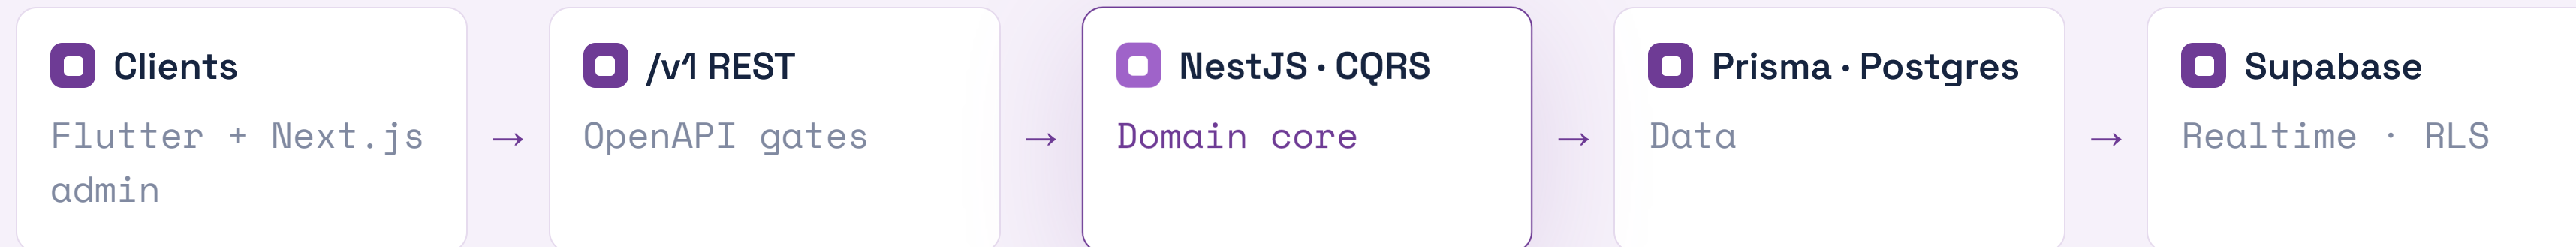 Clients
Flutter + Next.js
admin
→
/v1 REST
OpenAPI gates
→
NestJS · CQRS
Domain core
→
Prisma · Postgres
Data
→
Supabase
Realtime · RLS